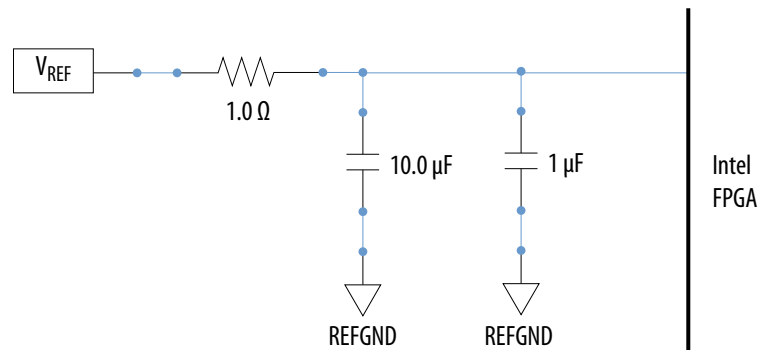 VREF
1.0 Ω
10.0 µF
1 µF
Intel
FPGA
REFGND
REFGND